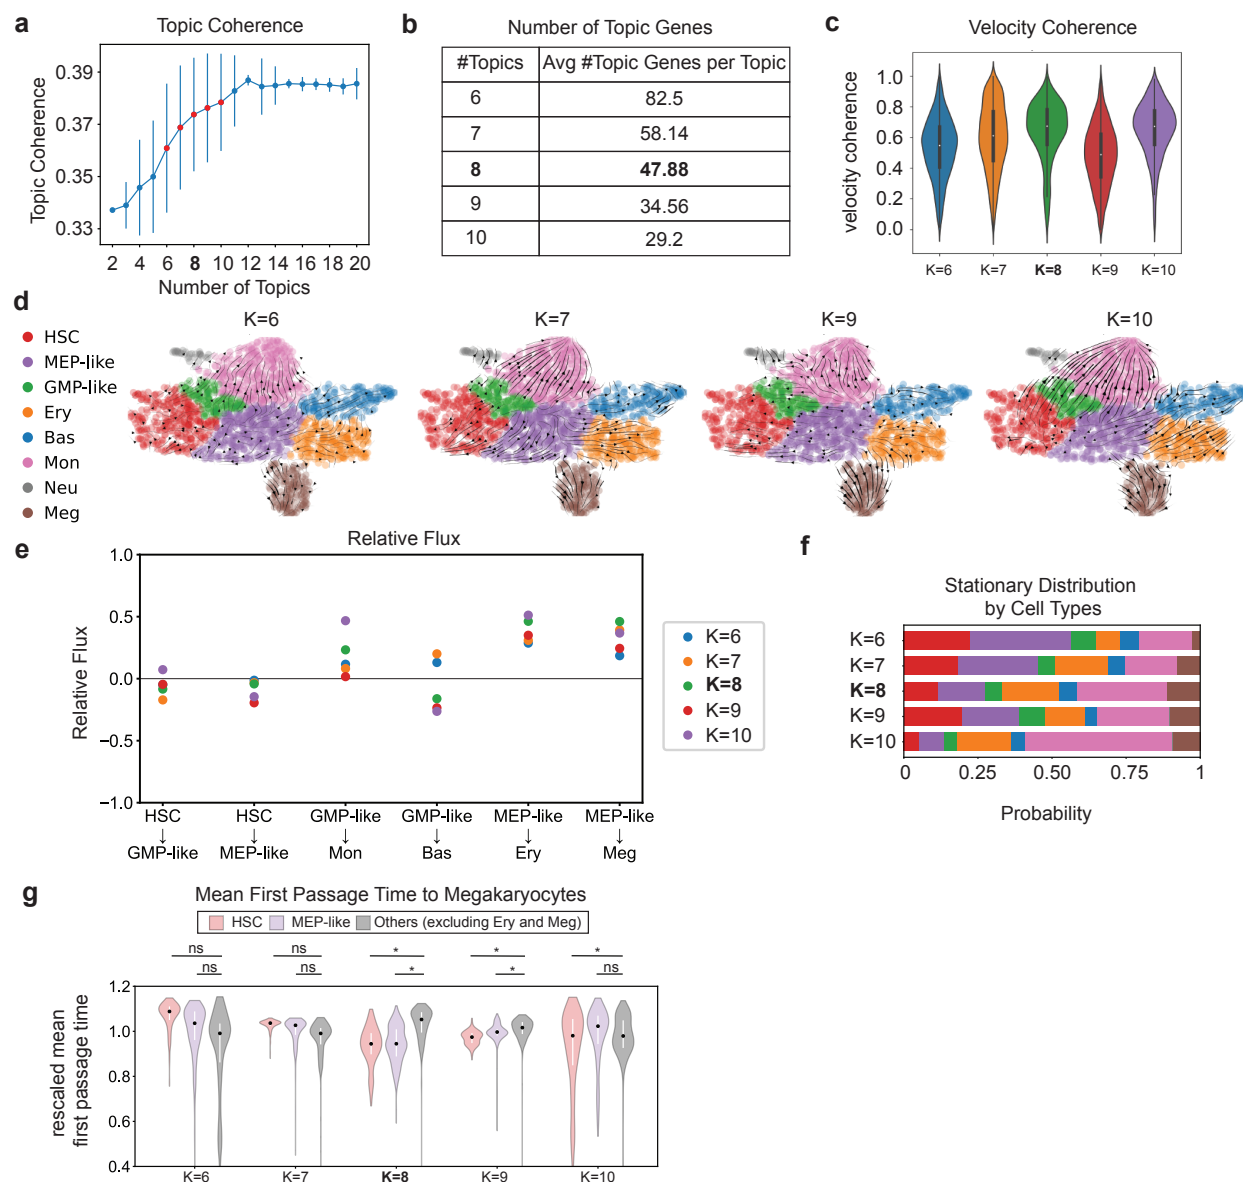 a
Topic Coherence
Topic Coherence
0.39
0.37
0.35
0.33
2 4 6 8 10 12 14 16 18 20
Number of Topics
b
Number of Topic Genes
#Topics Avg #Topic Genes per Topic
6 82.5
7 58.14
8 47.88
9 34.56
10 29.2
c
Velocity Coherence
velocity coherence
1.0
0.8
0.6
0.4
0.2
0.0
K=6 K=7 K=8 K=9 K=10
d
HSC
MEP-like
GMP-like
Ery
Bas
Mon
Neu
Meg
K=6 K=7 K=9 K=10
e
Relative Flux
Relative Flux
1.0
0.5
0.0
−0.5
−1.0
HSC HSC GMP-like GMP-like MEP-like MEP-like
↓ ↓ ↓ ↓ ↓ ↓
GMP-like MEP-like Mon Bas Ery Meg
K=6
K=7
K=8
K=9
K=10
f
Stationary Distribution
by Cell Types
K=6
K=7
K=8
K=9
K=10
0 0.25 0.50 0.75 1
Probability
g
Mean First Passage Time to Megakaryocytes
HSC MEP-like Others (excluding Ery and Meg)
ns ns * * *
ns ns * * ns
rescaled mean
first passage time
1.2
1.0
0.8
0.6
0.4
K=6 K=7 K=8 K=9 K=10